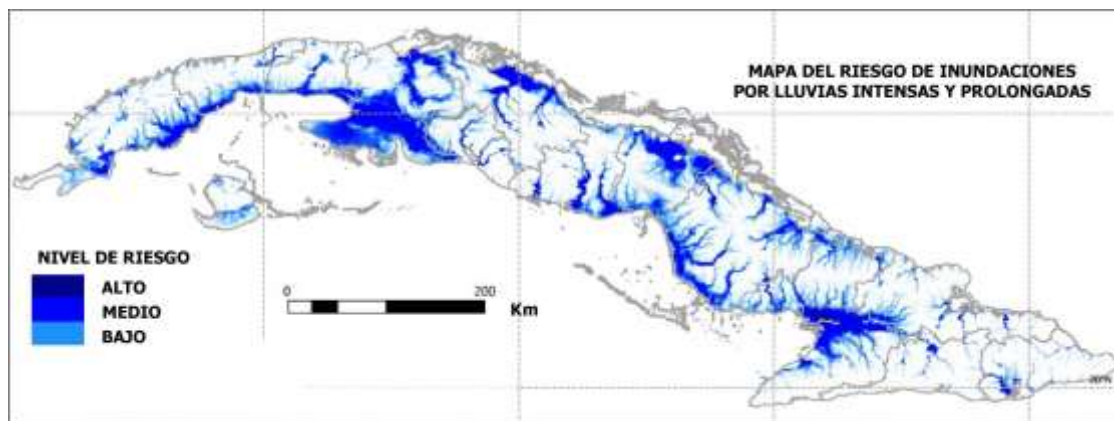 MAPA DEL RIESGO DE INUNDACIONES
POR LLUVIAS INTENSAS Y PROLONGADAS
NIVEL DE RIESGO
ALTO
MEDIO
BAJO
0 200
Km